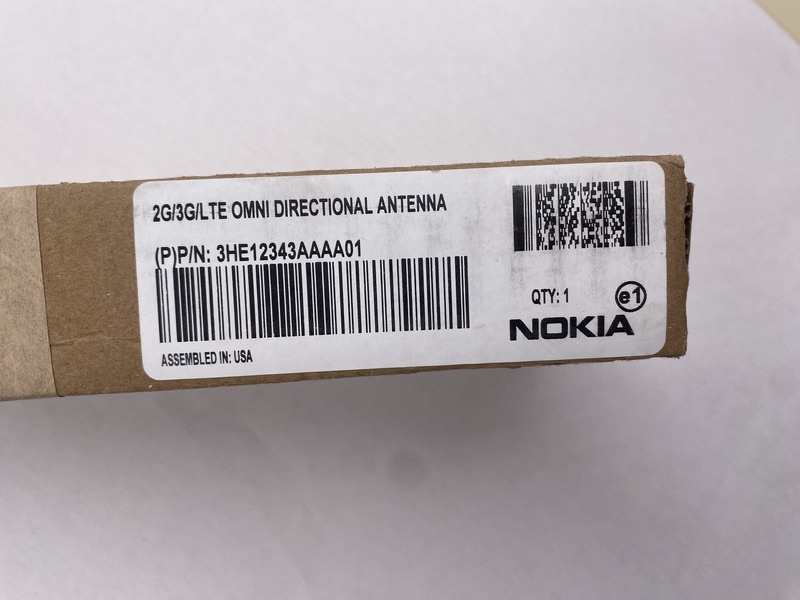 2G/3G/LTE OMNI DIRECTIONAL ANTENNA
(P)P/N: 3HE12343AAAA01
QTY: 1
e1
NOKIA
ASSEMBLED IN: USA